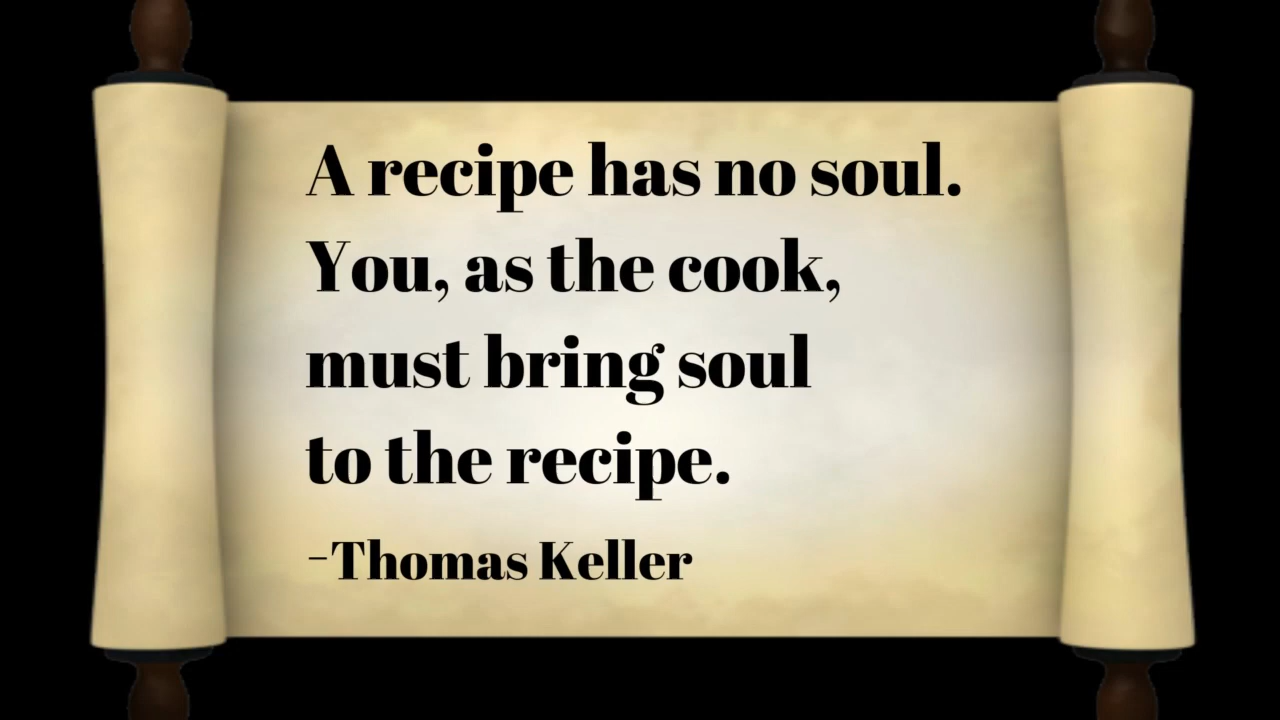 A recipe has no soul.
You, as the cook,
must bring soul
to the recipe.
-Thomas Keller